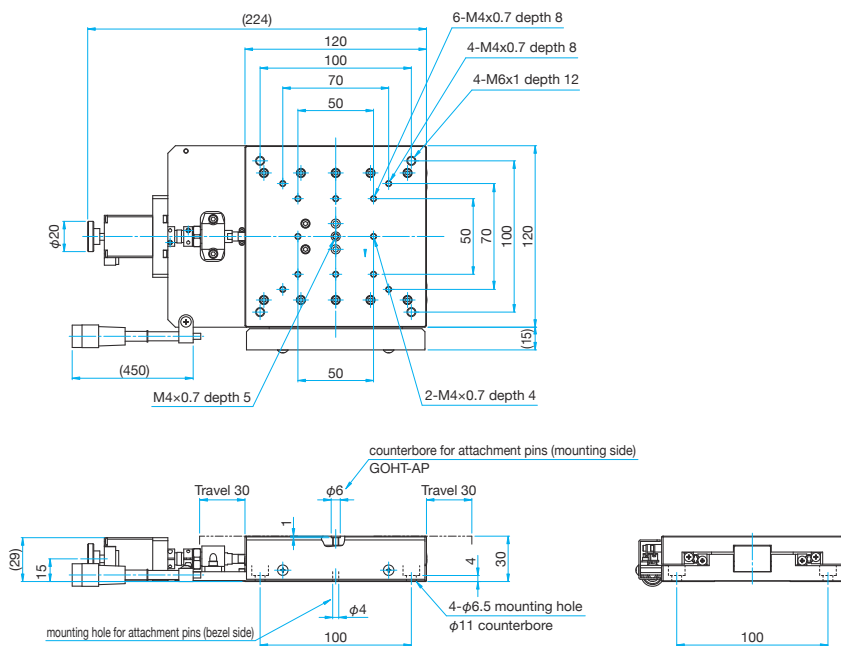 (224)
6-M4x0.7 depth 8
120
4-M4x0.7 depth 8
100
4-M6x1 depth 12
70
50
φ20
50
70
100
120
(15)
(450)
50
M4×0.7 depth 5
2-M4×0.7 depth 4
counterbore for attachment pins (mounting side)
GOHT-AP
Travel 30
φ6
Travel 30
1
(29)
15
4
30
φ4
4-φ6.5 mounting hole
mounting hole for attachment pins (bezel side)
100
φ11 counterbore
100